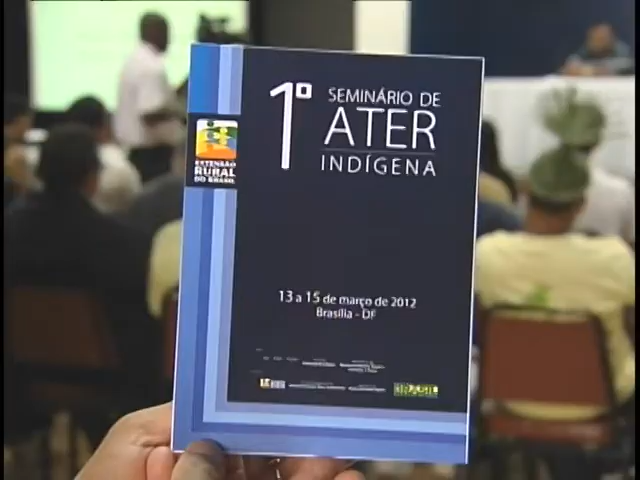 1º SEMINÁRIO DE
ATER
INDÍGENA
EXTENSÃO
RURAL
DO BRASIL
13 a 15 de março de 2012
Brasília - DF
BRASIL